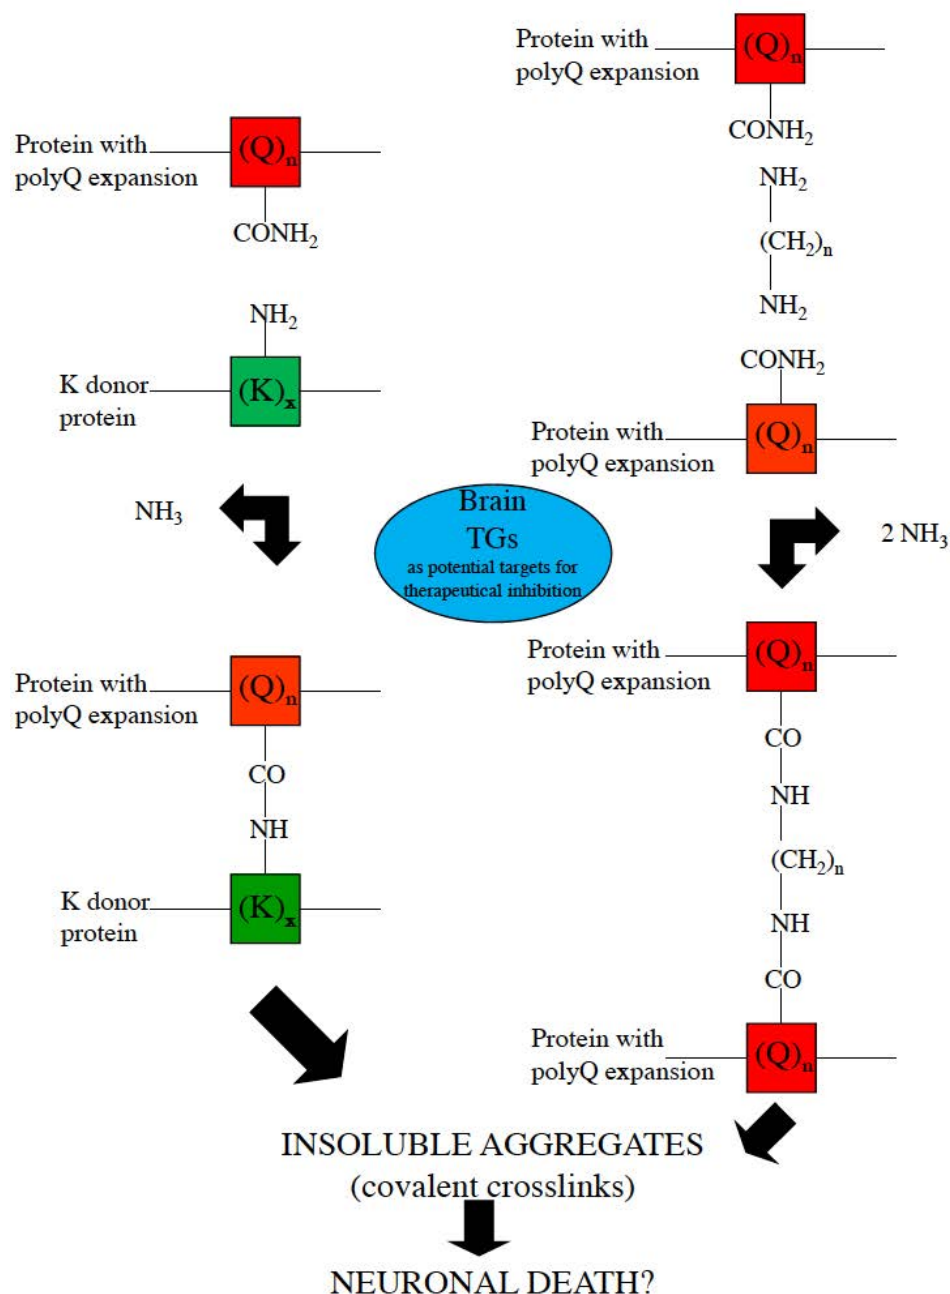 Protein with
polyQ expansion
(Q)n
CONH2
NH2
K donor
protein
(K)x
NH3
Protein with
polyQ expansion
(Q)n
CO
NH
K donor
protein
(K)x
Brain
TGs
as potential targets for
therapeutical inhibition
Protein with
polyQ expansion
(Q)n
CONH2
NH2
(CH2)n
NH2
CONH2
Protein with
polyQ expansion
(Q)n
2 NH3
Protein with
polyQ expansion
(Q)n
CO
NH
(CH2)n
NH
CO
Protein with
polyQ expansion
(Q)n
INSOLUBLE AGGREGATES
(covalent crosslinks)
NEURONAL DEATH?